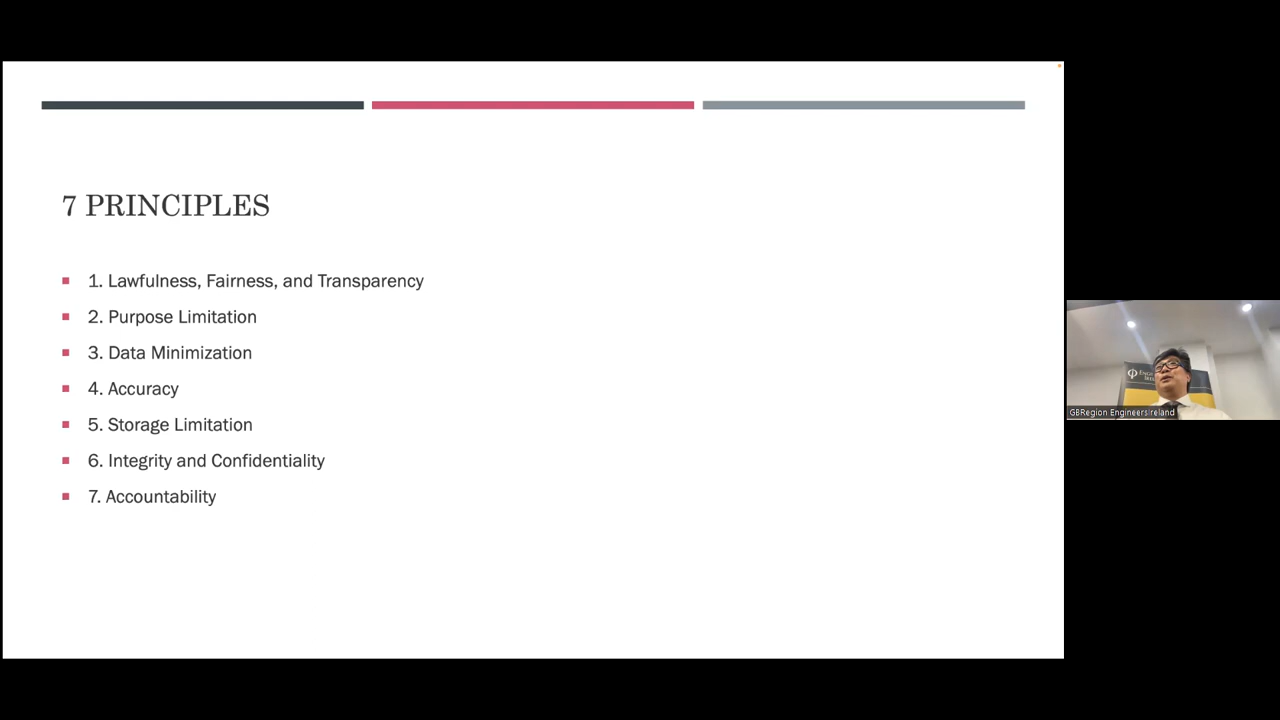 7 PRINCIPLES
1. Lawfulness, Fairness, and Transparency
2. Purpose Limitation
3. Data Minimization
4. Accuracy
5. Storage Limitation
6. Integrity and Confidentiality
7. Accountability
GBRegion EngineersIreland